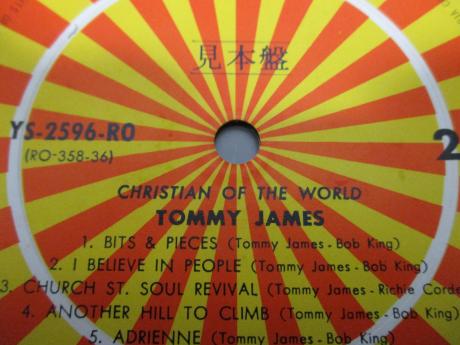 見本盤
YS-2596-RO
(RO-358-36)
2
CHRISTIAN OF THE WORLD
TOMMY JAMES
1. BITS & PIECES (Tommy James-Bob King)
2. I BELIEVE IN PEOPLE (Tommy James-Bob King)
3. CHURCH ST. SOUL REVIVAL (Tommy James-Richie Corde
4. ANOTHER HILL TO CLIMB (Tommy James-Bob King)
5. ADRIENNE (Tommy James-Bob King)